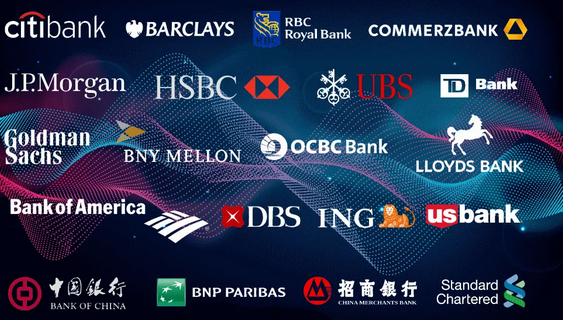 citibank
BARCLAYS
RBC
Royal Bank
COMMERZBANK
J.P.Morgan
HSBC
UBS
TD Bank
Goldman
Sachs
BNY MELLON
OCBC Bank
LLOYDS BANK
Bank of America
DBS
ING
usbank
中國銀行
BANK OF CHINA
BNP PARIBAS
招商银行
CHINA MERCHANTS BANK
Standard
Chartered